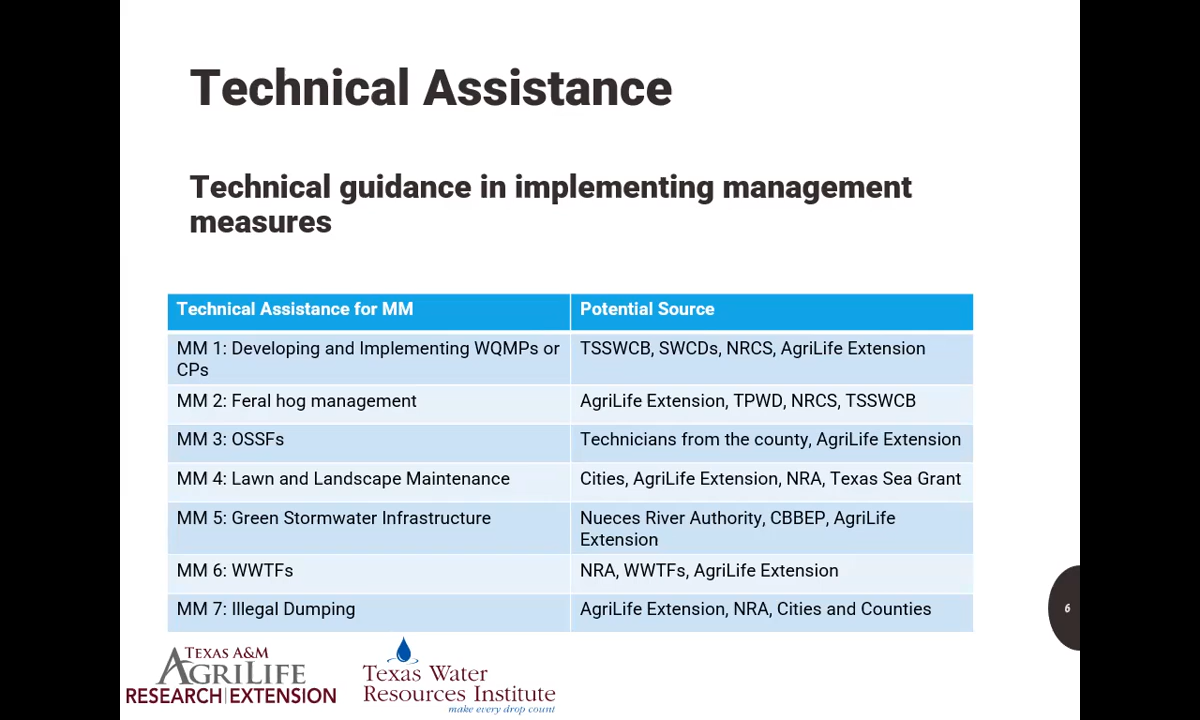 Technical Assistance
Technical guidance in implementing management
measures
Technical Assistance for MM
Potential Source
MM 1: Developing and Implementing WQMPs or
CPs
TSSWCB, SWCDs, NRCS, AgriLife Extension
MM 2: Feral hog management
AgriLife Extension, TPWD, NRCS, TSSWCB
MM 3: OSSFs
Technicians from the county, AgriLife Extension
MM 4: Lawn and Landscape Maintenance
Cities, AgriLife Extension, NRA, Texas Sea Grant
MM 5: Green Stormwater Infrastructure
Nueces River Authority, CBBEP, AgriLife
Extension
MM 6: WWTFs
NRA, WWTFs, AgriLife Extension
MM 7: Illegal Dumping
AgriLife Extension, NRA, Cities and Counties
6
TEXAS A&M
AGRILIFE
RESEARCH | EXTENSION
Texas Water
Resources Institute
make every drop count